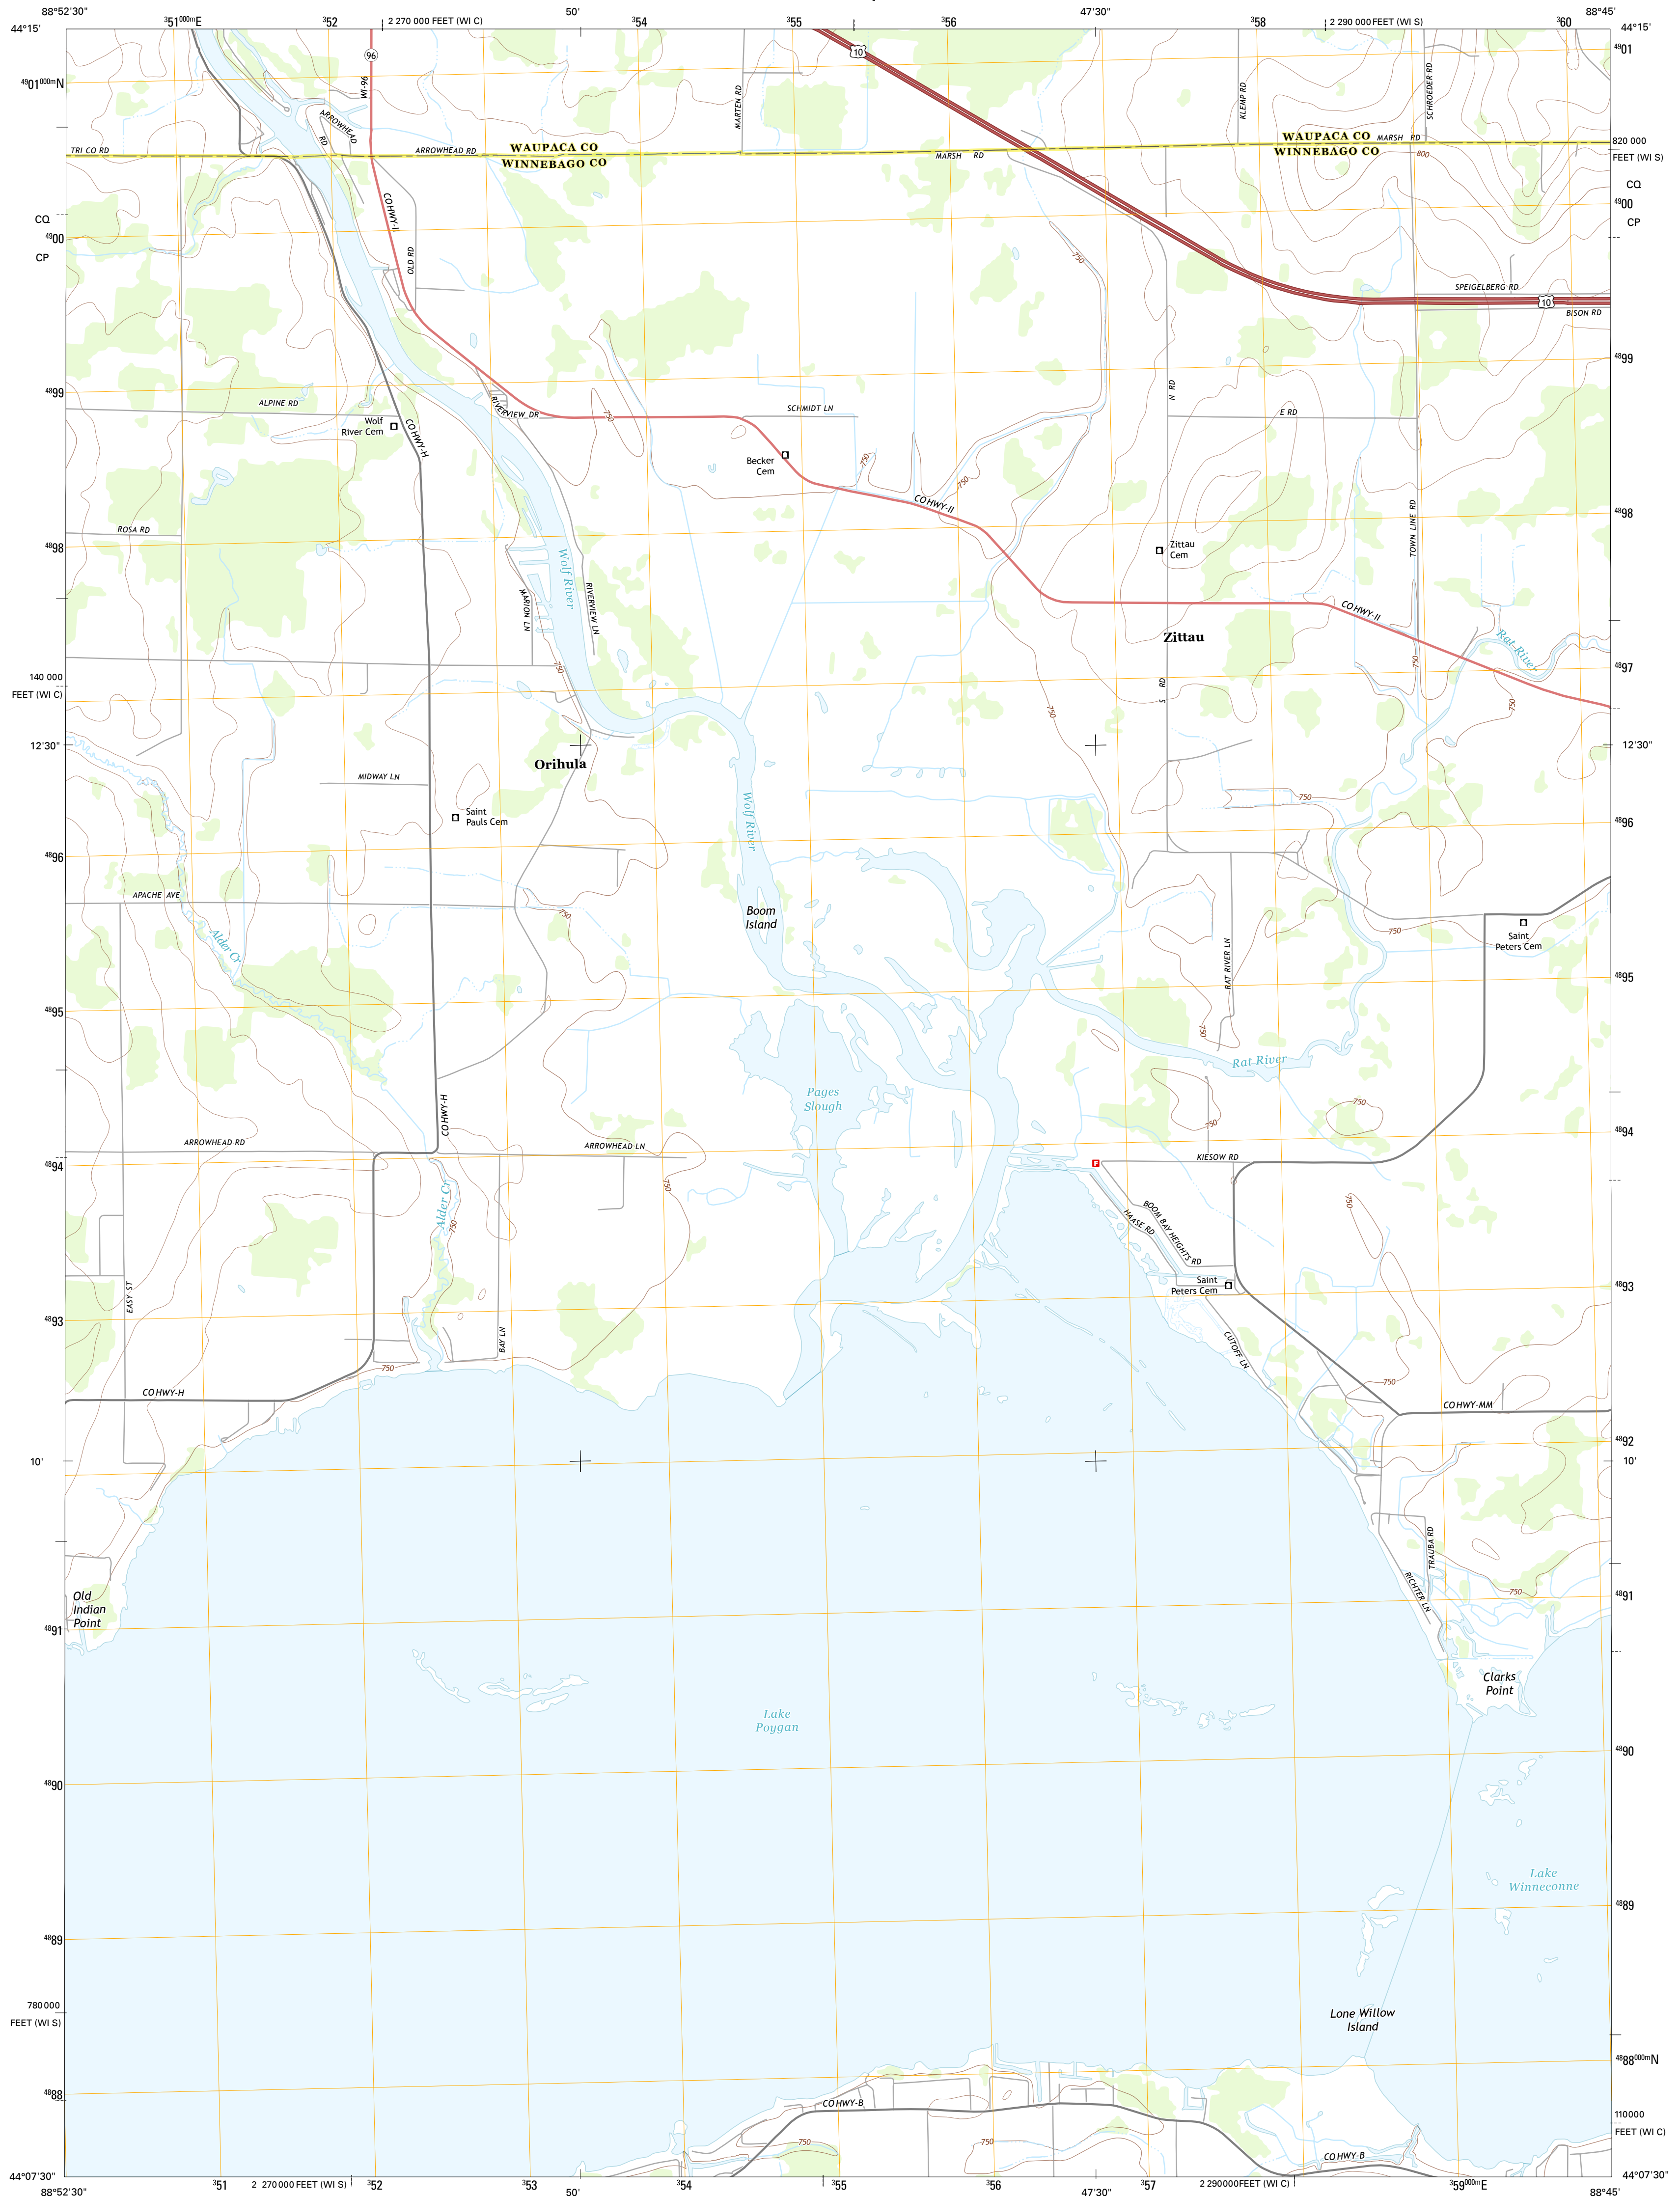 88°52'30"
³51⁰⁰⁰ᵐE
³52
2 270 000 FEET (WI C)
50'
³54
³55
³56
47'30"
³58
2 290 000 FEET (WI S)
³60
88°45'
44°15'
44°15'
⁴⁹01⁰⁰⁰ᵐN
⁴⁹01
96
WI-96
10
MARTEN RD
KLEMP RD
SCHROEDER RD
ARROWHEAD
RD
TRI CO RD
ARROWHEAD RD
WAUPACA CO
WINNEBAGO CO
MARSH RD
WAUPACA CO
WINNEBAGO CO
MARSH RD
800
820 000
FEET (WI S)
CQ
⁴⁹00
CP
CQ
⁴⁹00
CP
CO HWY-II
OLD RD
750
SPEIGELBERG RD
10
BISON RD
⁴⁸99
⁴⁸99
ALPINE RD
Wolf
River Cem
CO HWY-H
RIVERVIEW DR
750
SCHMIDT LN
N RD
E RD
Becker
Cem
750
750
CO HWY-II
ROSA RD
⁴⁸98
⁴⁸98
TOWN LINE RD
Zittau
Cem
Wolf River
MARION LN
RIVERVIEW LN
CO HWY-II
Zittau
Rat River
750
750
⁴⁸97
140 000
FEET (WI C)
S RD
750
750
12'30"
12'30"
Orihula
MIDWAY LN
Saint
Pauls Cem
Wolf River
750
⁴⁸96
⁴⁸96
APACHE AVE
750
Boom
Island
Alder Cr
RAT RIVER LN
750
Saint
Peters Cem
⁴⁸95
⁴⁸95
750
Rat River
Pages
Slough
CO HWY-H
750
750
⁴⁸94
⁴⁸94
ARROWHEAD RD
ARROWHEAD LN
KIESOW RD
F
750
Alder Cr
750
750
BOOM BAY HEIGHTS RD
HAASE RD
Saint
Peters Cem
⁴⁸93
⁴⁸93
EASY ST
BAY LN
CUTOFF LN
750
750
CO HWY-H
CO HWY-MM
⁴⁸92
10'
10'
TRAUBA RD
RICHTER LN
750
⁴⁸91
⁴⁸91
Old
Indian
Point
Clarks
Point
Lake
Poygan
⁴⁸90
⁴⁸90
Lake
Winneconne
⁴⁸89
⁴⁸89
780 000
FEET (WI S)
Lone Willow
Island
⁴⁸88⁰⁰⁰ᵐN
⁴⁸88
CO HWY-B
750
750
CO HWY-B
110 000
FEET (WI C)
44°07'30"
44°07'30"
88°52'30"
³51
2 270 000 FEET (WI S)
³52
³53
50'
³54
³55
³56
47'30"
³57
2 290 000 FEET (WI C)
³59⁰⁰⁰ᵐE
88°45'